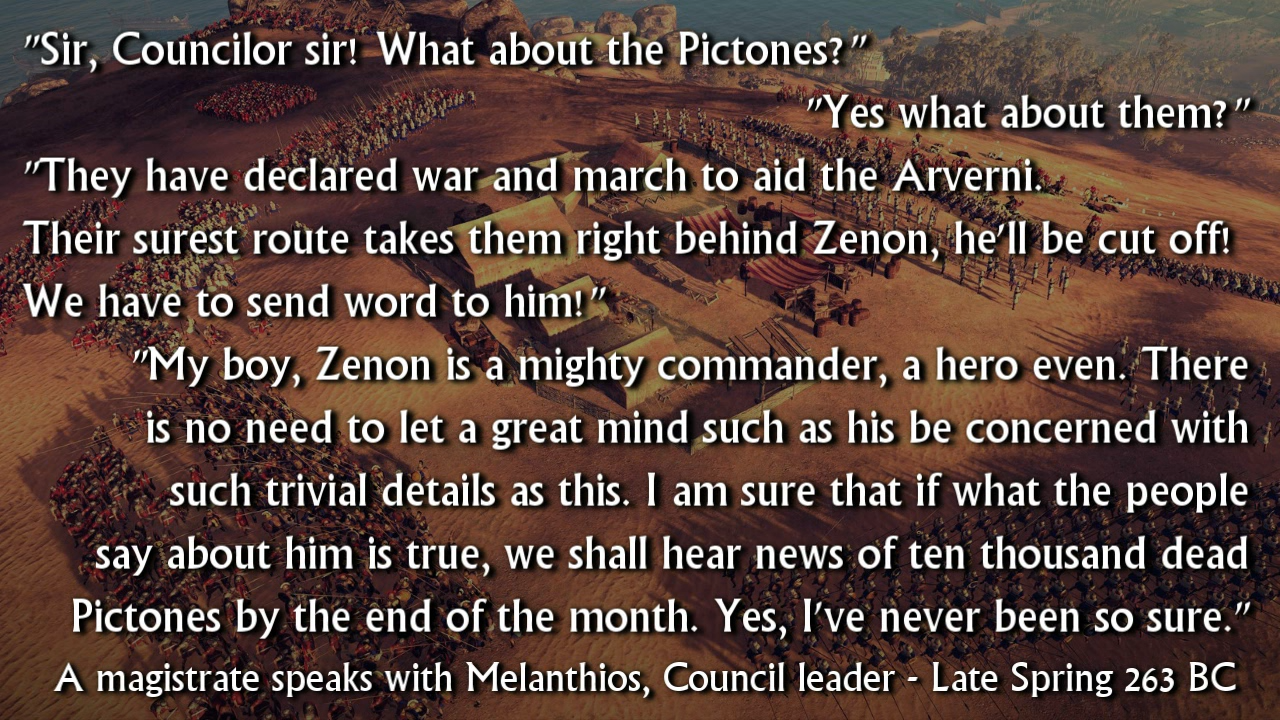 "Sir, Councilor sir! What about the Pictones?"
"Yes what about them?"
"They have declared war and march to aid the Arverni.
Their surest route takes them right behind Zenon, he'll be cut off!
We have to send word to him!"
"My boy, Zenon is a mighty commander, a hero even. There
is no need to let a great mind such as his be concerned with
such trivial details as this. I am sure that if what the people
say about him is true, we shall hear news of ten thousand dead
Pictones by the end of the month. Yes, I've never been so sure."
A magistrate speaks with Melanthios, Council leader - Late Spring 263 BC